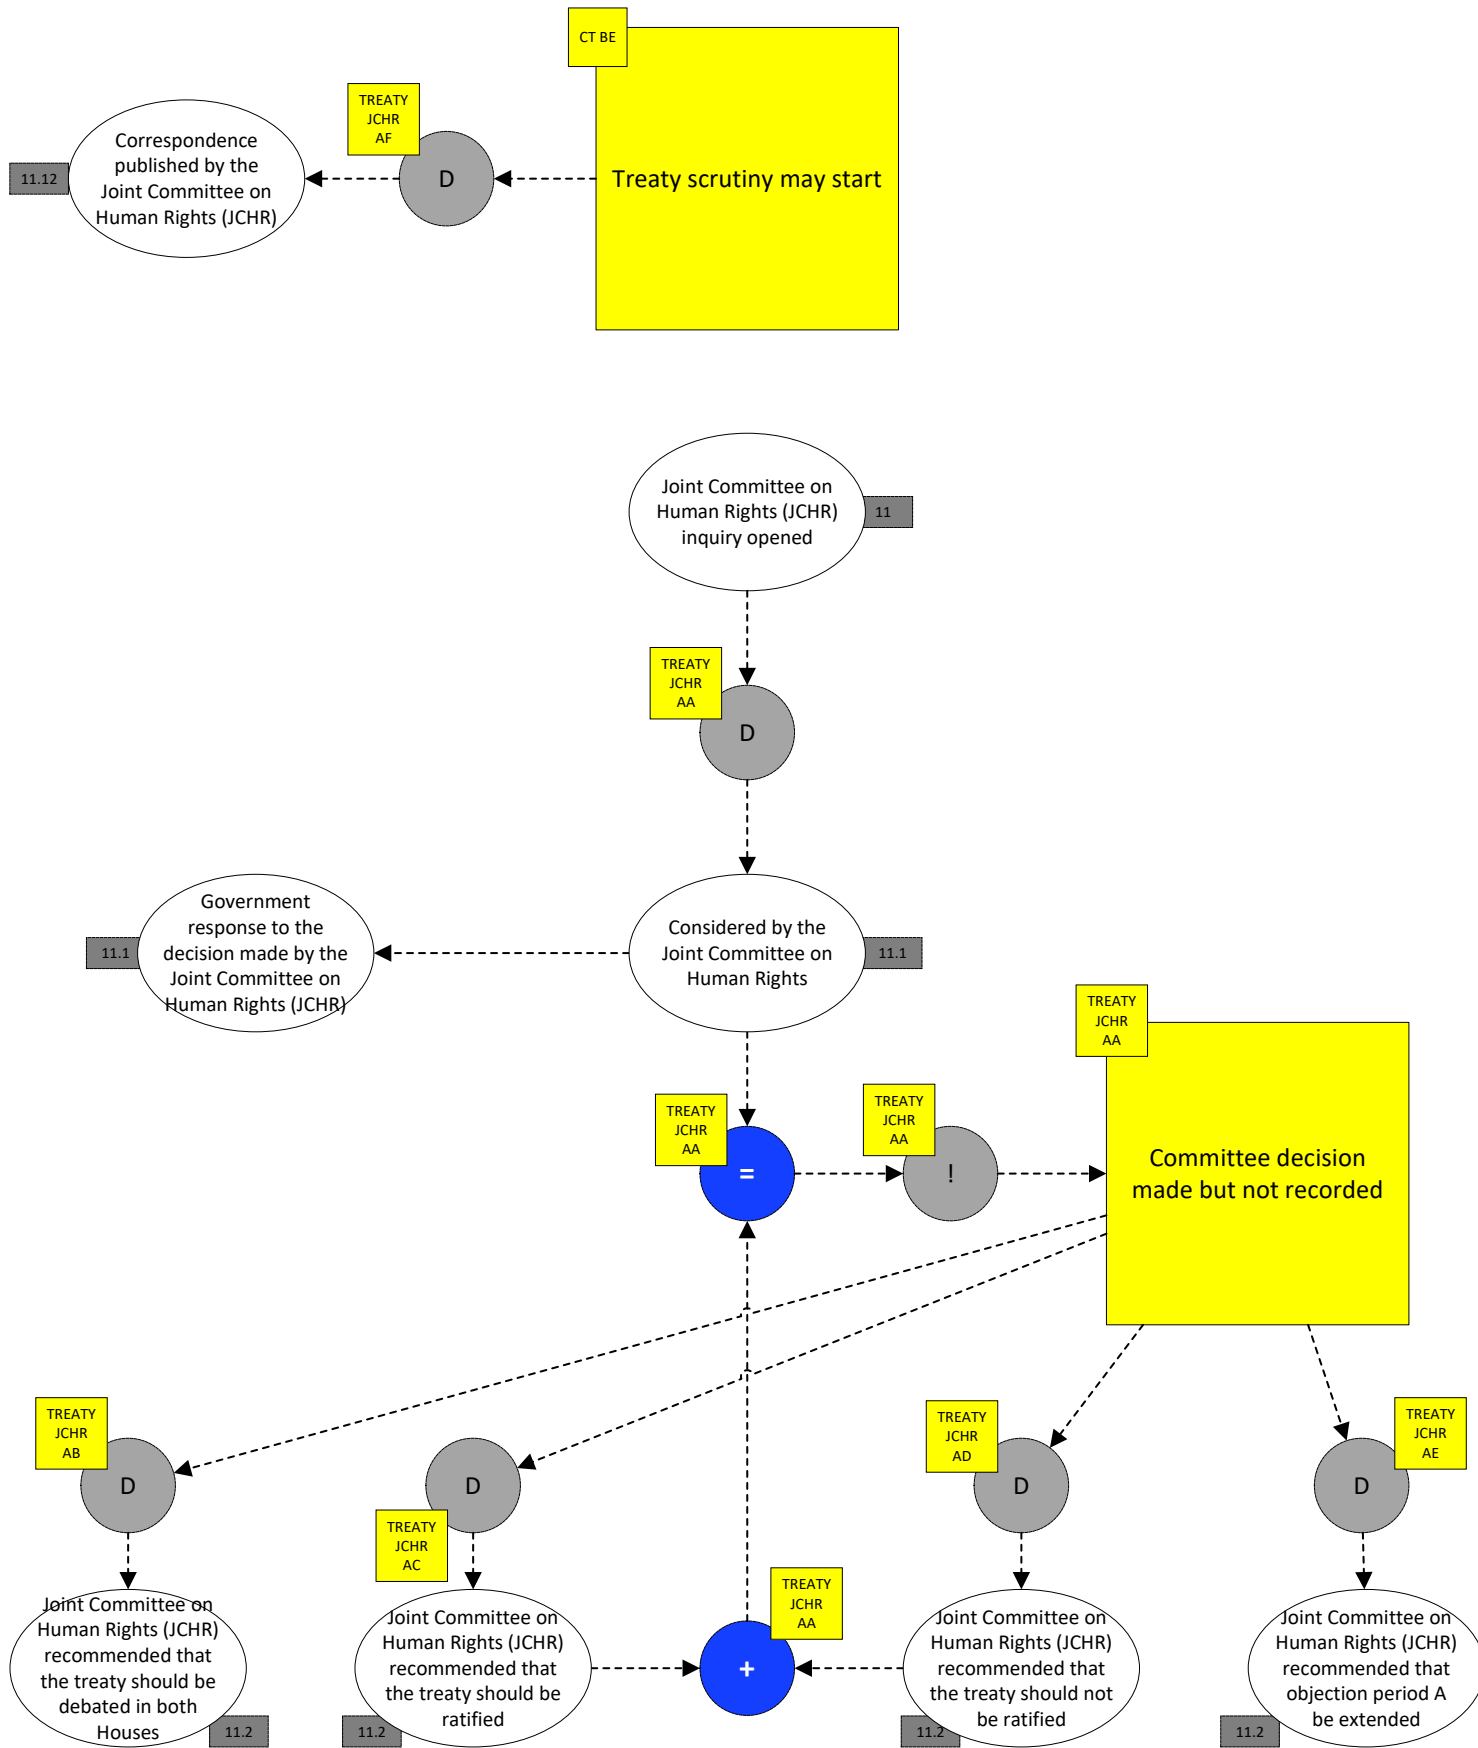 CT BE
TREATY
JCHR
AF
Correspondence
published by the
Joint Committee on
Human Rights (JCHR)
11.12
D
Treaty scrutiny may start
Joint Committee on
Human Rights (JCHR)
inquiry opened
11
TREATY
JCHR
AA
D
Government
response to the
decision made by the
Joint Committee on
Human Rights (JCHR)
11.1
Considered by the
Joint Committee on
Human Rights
11.1
TREATY
JCHR
AA
TREATY
JCHR
AA
=
TREATY
JCHR
AA
!
Committee decision
made but not recorded
TREATY
JCHR
AB
D
TREATY
JCHR
AC
D
TREATY
JCHR
AD
D
TREATY
JCHR
AE
D
Joint Committee on
Human Rights (JCHR)
recommended that
the treaty should be
debated in both
Houses
11.2
Joint Committee on
Human Rights (JCHR)
recommended that
the treaty should be
ratified
11.2
TREATY
JCHR
AA
+
Joint Committee on
Human Rights (JCHR)
recommended that
the treaty should not
be ratified
11.2
Joint Committee on
Human Rights (JCHR)
recommended that
objection period A
be extended
11.2